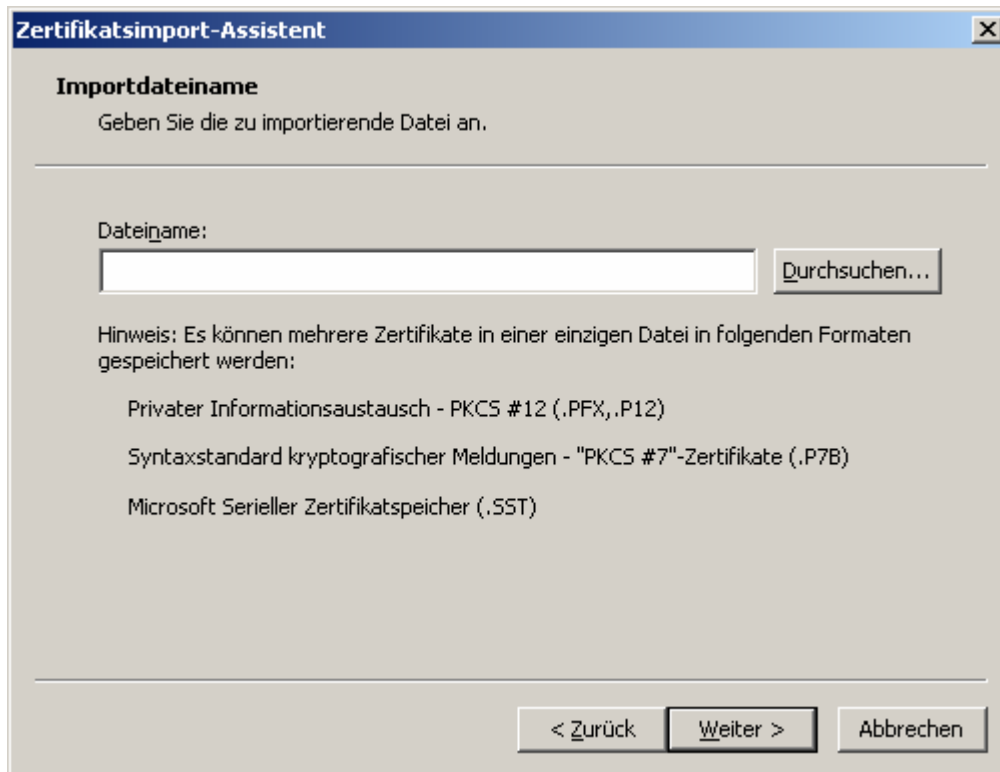 Zertifikatsimport-Assistent
Importdateiname
Geben Sie die zu importierende Datei an.
Dateiname:
Durchsuchen...
Hinweis: Es können mehrere Zertifikate in einer einzigen Datei in folgenden Formaten
gespeichert werden:
Privater Informationsaustausch - PKCS #12 (.PFX,.P12)
Syntaxstandard kryptografischer Meldungen - "PKCS #7"-Zertifikate (.P7B)
Microsoft Serieller Zertifikatspeicher (.SST)
< Zurück
Weiter >
Abbrechen